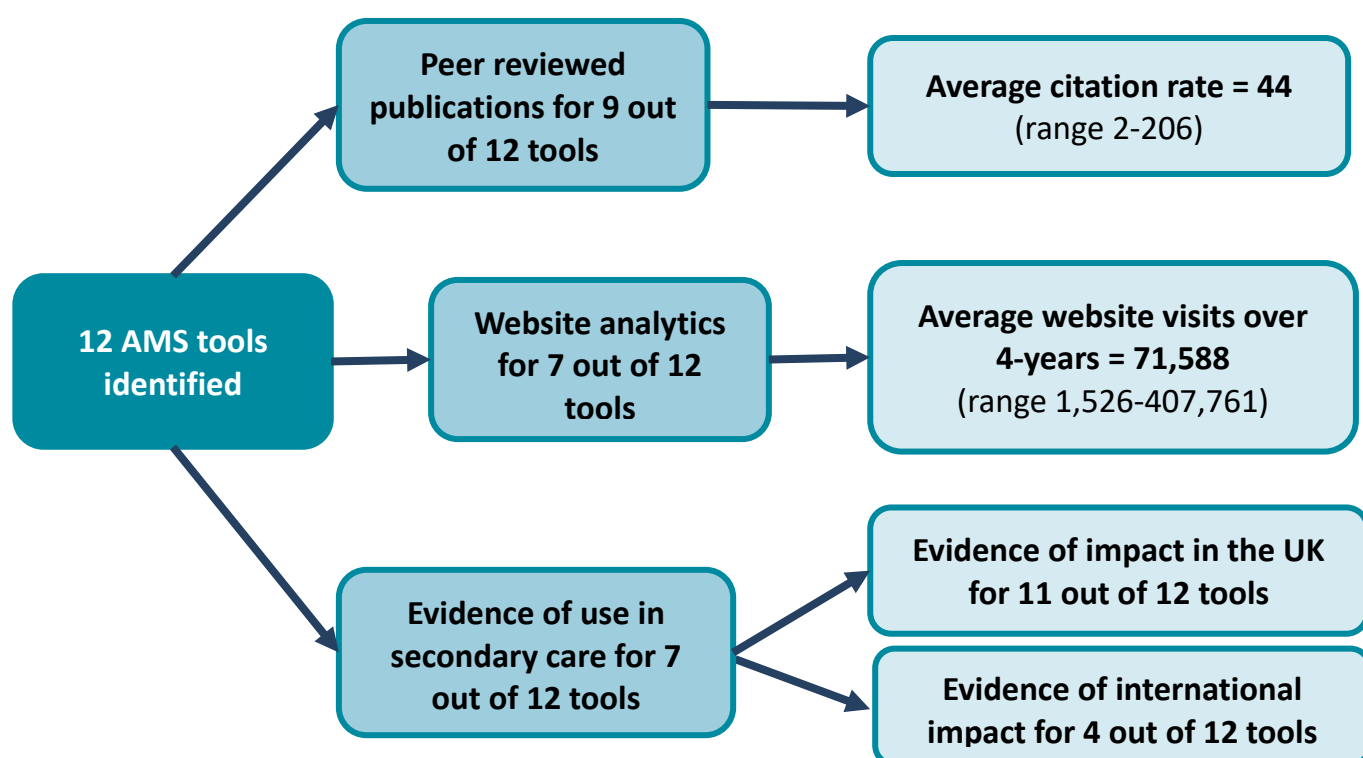 Peer reviewed
publications for 9 out
of 12 tools
Average citation rate = 44
(range 2-206)
12 AMS tools
identified
Website analytics
for 7 out of 12
tools
Average website visits over
4-years = 71,588
(range 1,526-407,761)
Evidence of use in
secondary care for 7
out of 12 tools
Evidence of impact in the UK
for 11 out of 12 tools
Evidence of international
impact for 4 out of 12 tools